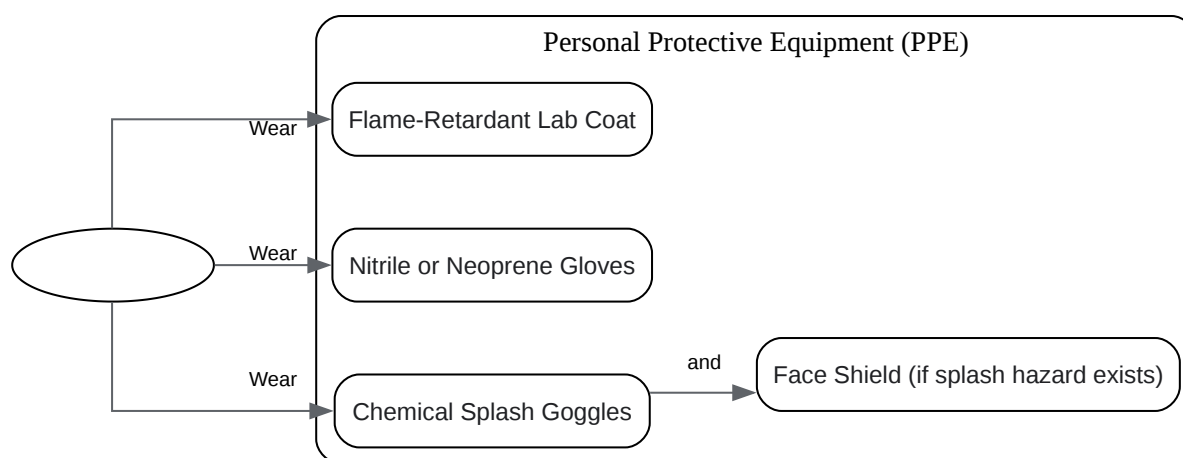 Personal Protective Equipment (PPE)
Wear
Flame-Retardant Lab Coat
Wear
Nitrile or Neoprene Gloves
Wear
Chemical Splash Goggles
and
Face Shield (if splash hazard exists)